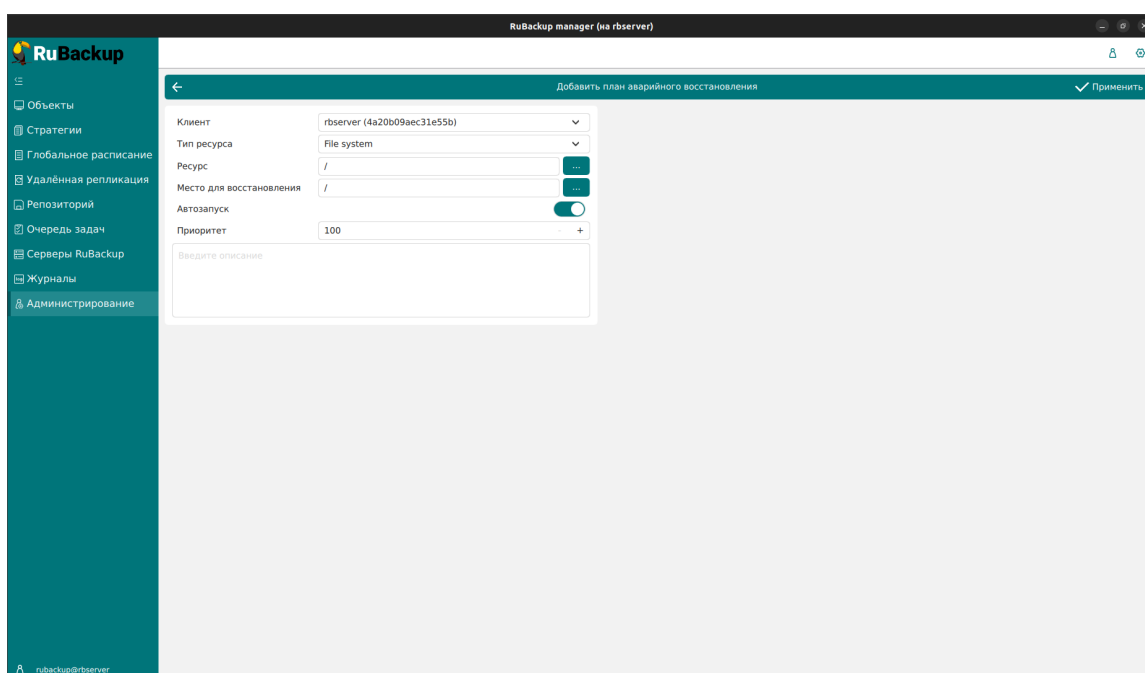 RuBackup manager (на rbserver)
RuBackup
Добавить план аварийного восстановления
Применить
Объекты
Стратегии
Глобальное расписание
Удалённая репликация
Репозиторий
Очередь задач
Серверы RuBackup
Журналы
Администрирование
Клиент rbserver (4a20b09aec31e55b)
Тип ресурса File system
Ресурс / ...
Место для восстановления / ...
Автозапуск
Приоритет 100 - +
Введите описание
rubackup@rbserver